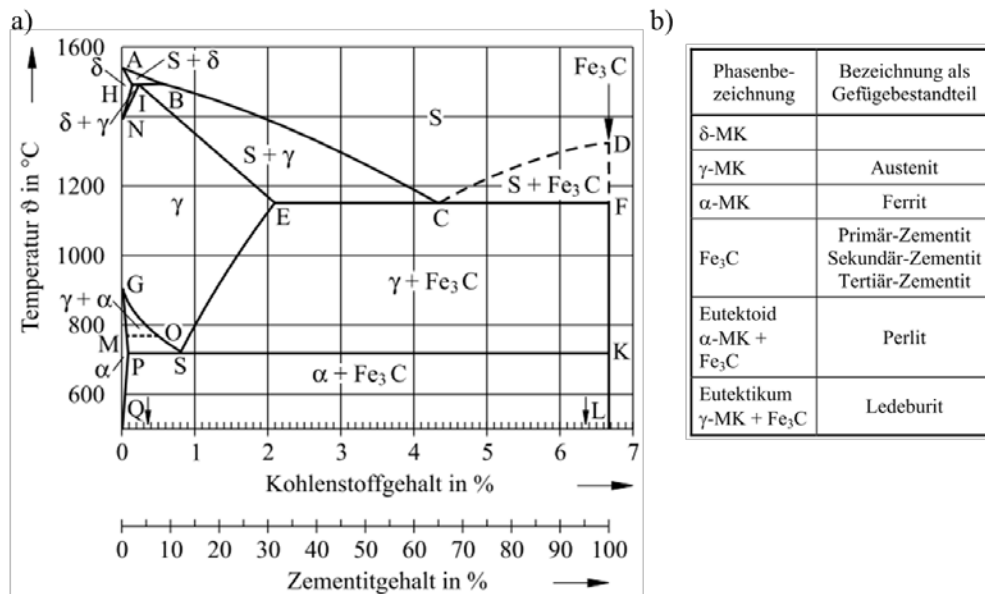 a)
b)
1600
1400
1200
1000
800
600
Temperatur ϑ in °C
A
S + δ
δ
H
I
B
δ + γ
N
S + γ
S
Fe₃C
D
S + Fe₃C
γ
E
C
F
γ + Fe₃C
G
γ + α
M
O
α
P
S
K
α + Fe₃C
Q
L
0 1 2 3 4 5 6 7
Kohlenstoffgehalt in %
0 10 20 30 40 50 60 70 80 90 100
Zementitgehalt in %
Phasenbe-
zeichnung
Bezeichnung als
Gefügebestandteil
δ-MK
γ-MK
Austenit
α-MK
Ferrit
Fe₃C
Primär-Zementit
Sekundär-Zementit
Tertiär-Zementit
Eutektoid
α-MK +
Fe₃C
Perlit
Eutektikum
γ-MK + Fe₃C
Ledeburit